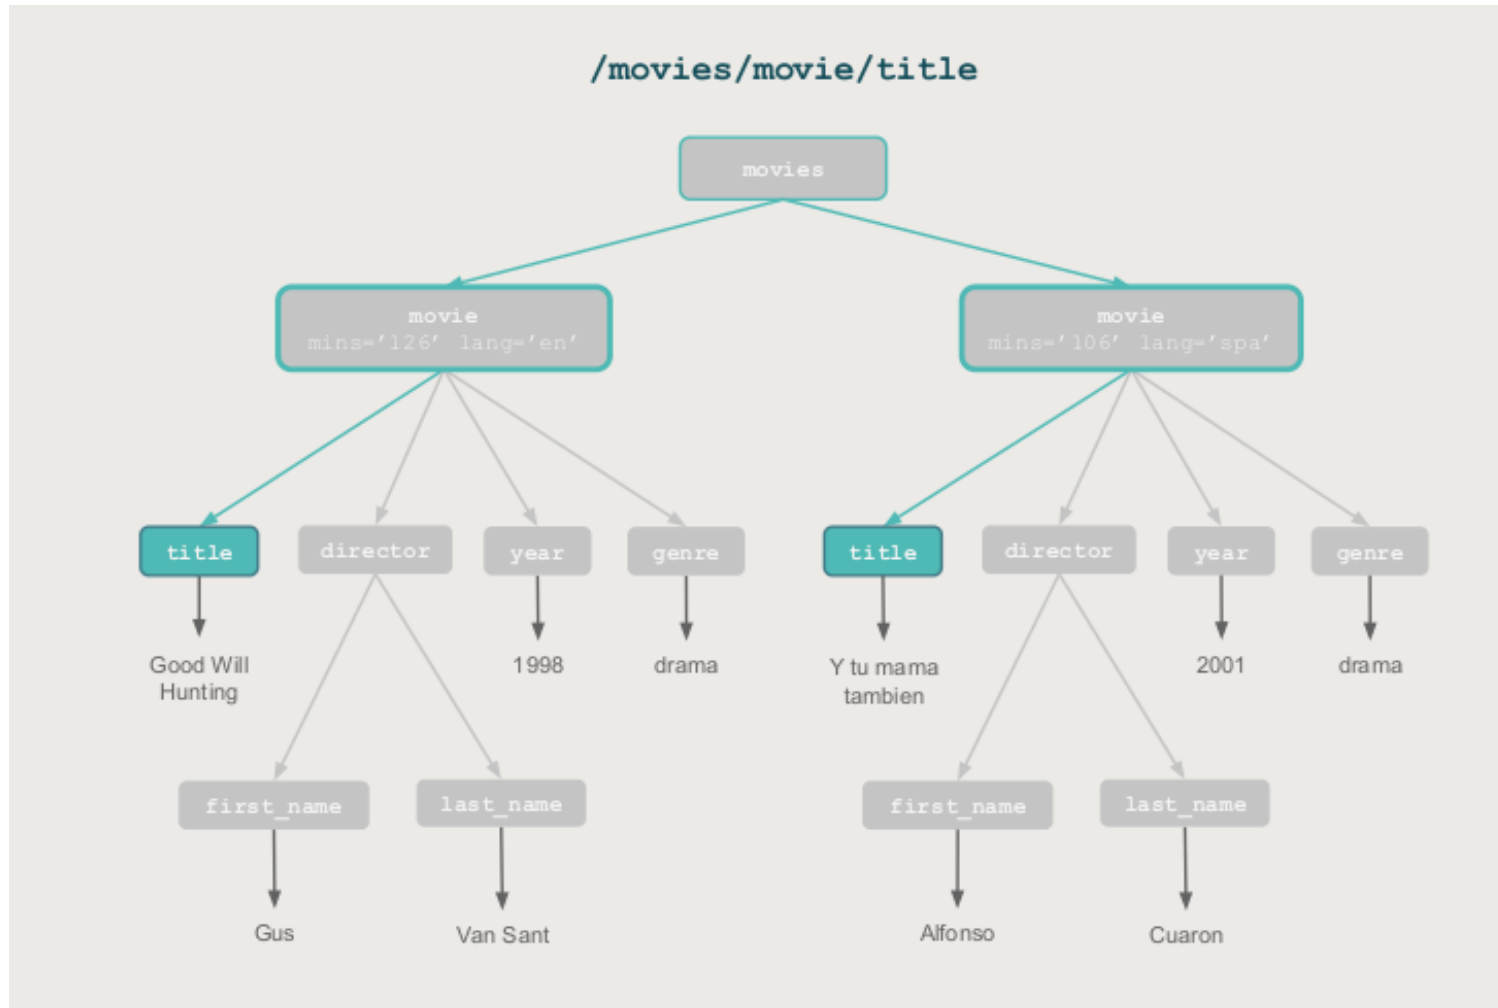 /movies/movie/title
movies
movie
mins=’126’ lang=’en’
movie
mins=’106’ lang=’spa’
title
director
year
genre
title
director
year
genre
Good Will
Hunting
1998
drama
Y tu mama
tambien
2001
drama
first_name
last_name
first_name
last_name
Gus
Van Sant
Alfonso
Cuaron